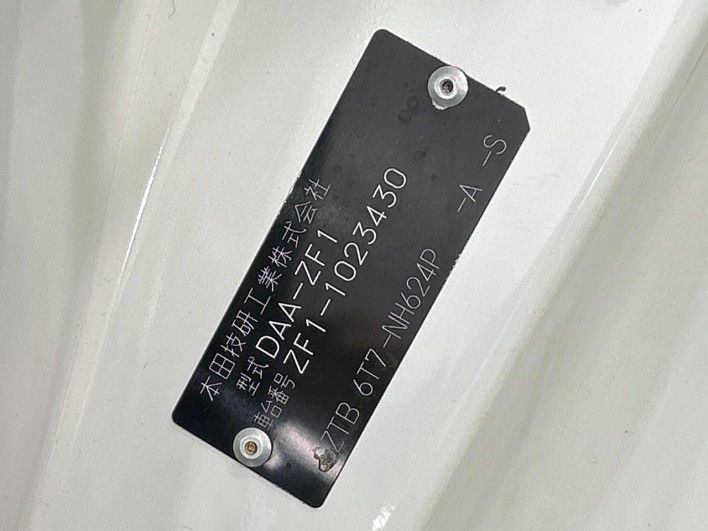 本田技研工業株式会社
型式 DAA-ZF1
車台番号 ZF1-1023430
ZTB 6T7 -NH624P -A -S